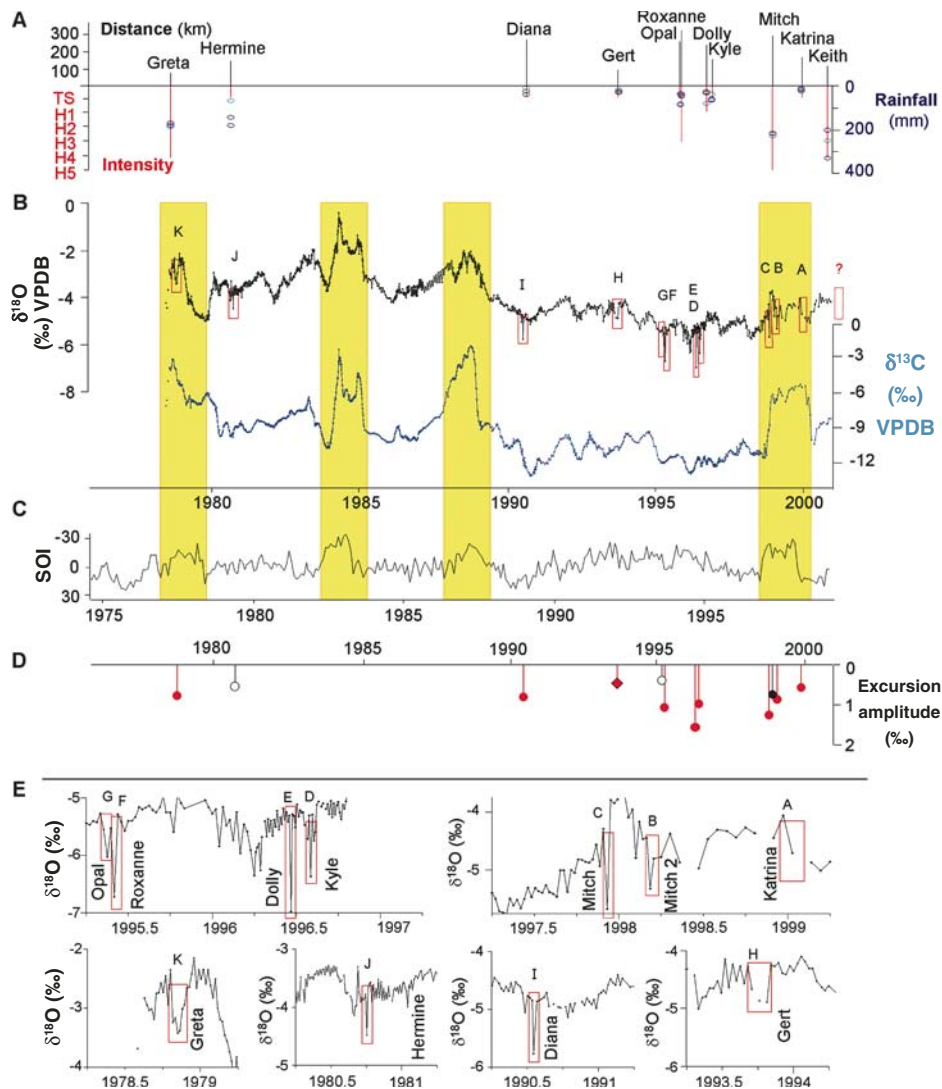 A
300
200
100
Distance (km)
Greta
Hermine
Diana
Gert
Roxanne
Opal
Dolly
Kyle
Mitch
Katrina
Keith
TS
H1
H2
H3
H4
H5
Intensity
0
200
400
Rainfall
(mm)
B
0
-2
-4
-6
-8
δ18O
(‰) VPDB
K
J
I
H
GF
E
D
C
B
A
?
0
-3
-6
-9
-12
δ13C
(‰)
VPDB
1980
1985
1990
1995
2000
C
SOI
-30
0
30
1975
1980
1985
1990
1995
D
1980
1985
1990
1995
2000
0
1
2
Excursion
amplitude
(‰)
E
δ18O (‰)
-5
-6
-7
G
F
E
D
Opal
Roxanne
Dolly
Kyle
1995.5
1996
1996.5
1997
δ18O (‰)
-4
-5
C
B
A
Mitch
Mitch 2
Katrina
1997.5
1998
1998.5
1999
δ18O (‰)
-2
-3
-4
K
Greta
1978.5
1979
δ18O (‰)
-3
-4
-5
J
Hermine
1980.5
1981
δ18O (‰)
-4
-5
-6
I
Diana
1990.5
1991
δ18O (‰)
-4
-5
-6
H
Gert
1993.5
1994